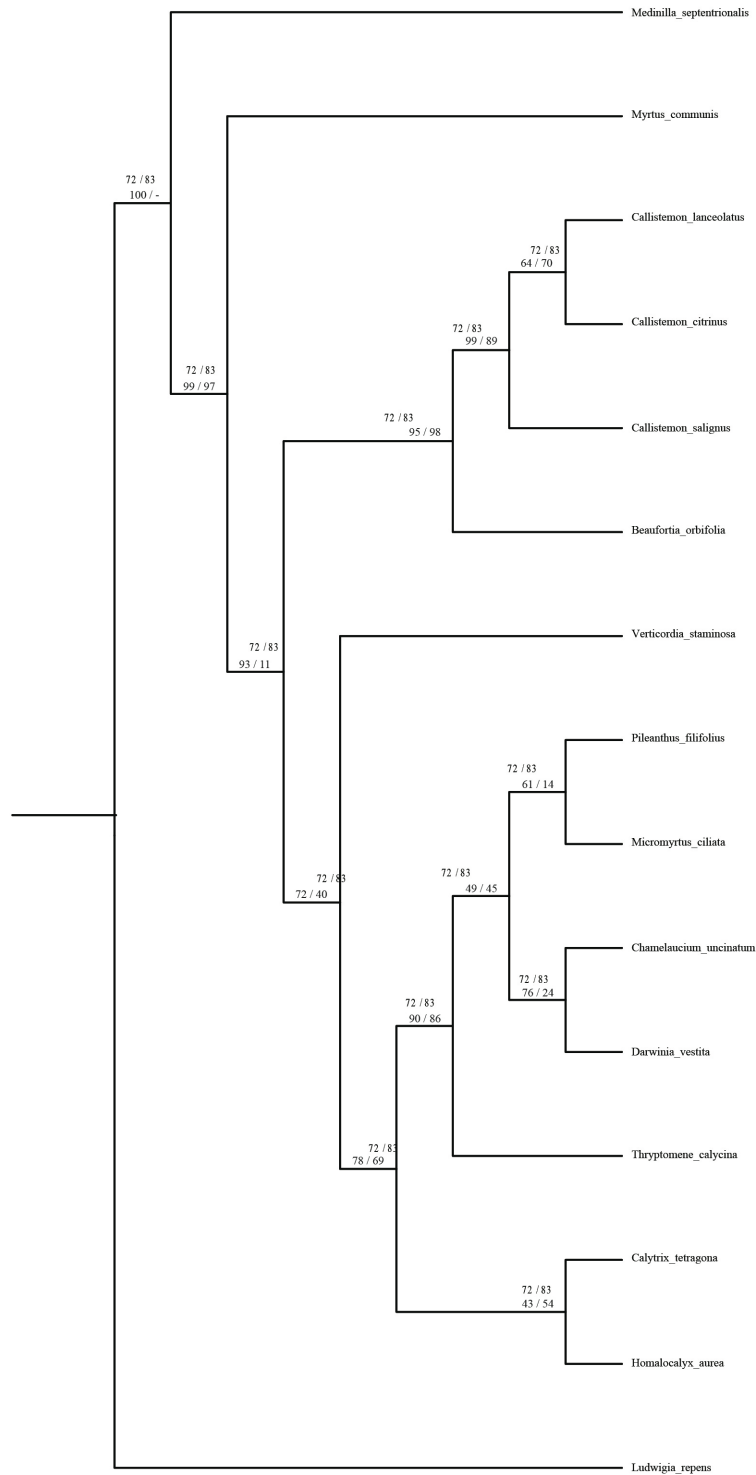 Medinilla_septentrionalis
Myrtus_communis
72 / 83
100 / -
Callistemon_lanceolatus
72 / 83
64 / 70
Callistemon_citrinus
72 / 83
99 / 89
72 / 83
99 / 97
Callistemon_salignus
72 / 83
95 / 98
Beaufortia_orbifolia
Verticordia_staminosa
72 / 83
93 / 11
Pileanthus_filifolius
72 / 83
61 / 14
Micromyrtus_ciliata
72 / 83
49 / 45
72 / 83
72 / 40
Chamelaucium_uncinatum
72 / 83
76 / 24
72 / 83
90 / 86
Darwinia_vestita
72 / 83
78 / 69
Thryptomene_calycina
Calytrix_tetragona
72 / 83
43 / 54
Homalocalyx_aurea
Ludwigia_repens